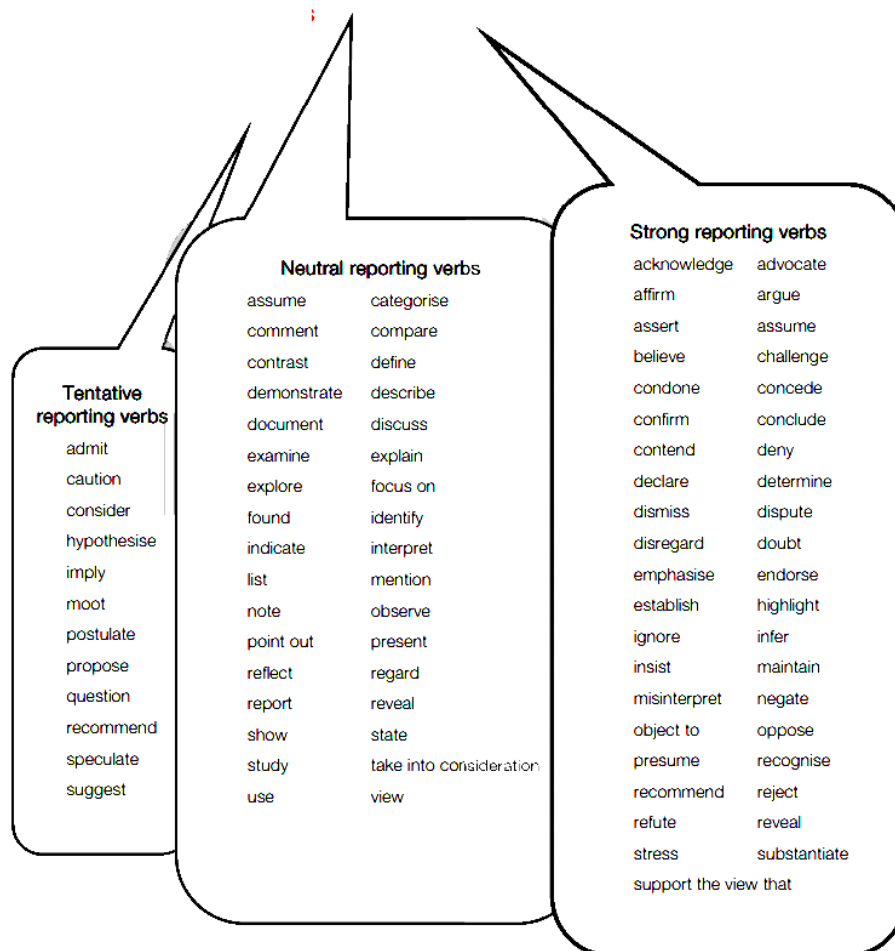 Tentative
reporting verbs
admit
caution
consider
hypothesise
imply
moot
postulate
propose
question
recommend
speculate
suggest
Neutral reporting verbs
assume categorise
comment compare
contrast define
demonstrate describe
document discuss
examine explain
explore focus on
found identify
indicate interpret
list mention
note observe
point out present
reflect regard
report reveal
show state
study take into consideration
use view
Strong reporting verbs
acknowledge advocate
affirm argue
assert assume
believe challenge
condone concede
confirm conclude
contend deny
declare determine
dismiss dispute
disregard doubt
emphasise endorse
establish highlight
ignore infer
insist maintain
misinterpret negate
object to oppose
presume recognise
recommend reject
refute reveal
stress substantiate
support the view that